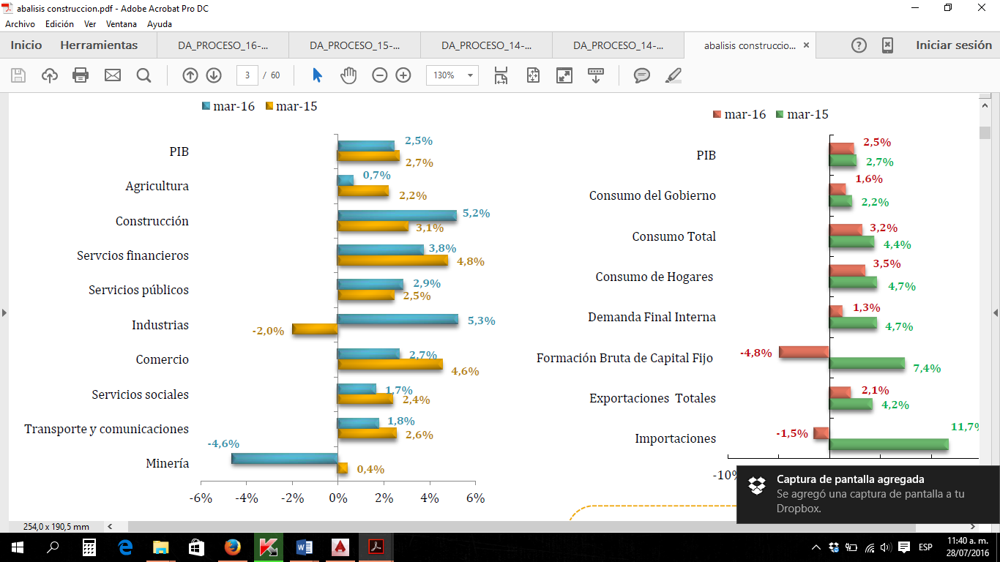 abalisis construccion.pdf - Adobe Acrobat Pro DC
Archivo Edición Ver Ventana Ayuda
Inicio Herramientas DA_PROCESO_16-... DA_PROCESO_15-... DA_PROCESO_14-... DA_PROCESO_14-... abalisis construccio... × ? Iniciar sesión
3 / 60 130%
mar-16 mar-15
PIB 2,5%
2,7%
Agricultura 0,7%
2,2%
Construcción 5,2%
3,1%
Servcios financieros 3,8%
4,8%
Servicios públicos 2,9%
2,5%
Industrias 5,3%
-2,0%
Comercio 2,7%
4,6%
Servicios sociales 1,7%
2,4%
Transporte y comunicaciones 1,8%
2,6%
Minería -4,6%
0,4%
-6% -4% -2% 0% 2% 4% 6%
mar-16 mar-15
PIB 2,5%
2,7%
Consumo del Gobierno 1,6%
2,2%
Consumo Total 3,2%
4,4%
Consumo de Hogares 3,5%
4,7%
Demanda Final Interna 1,3%
4,7%
Formación Bruta de Capital Fijo -4,8%
7,4%
Exportaciones Totales 2,1%
4,2%
Importaciones -1,5%
11,7%
-10%
Captura de pantalla agregada
Se agregó una captura de pantalla a tu
Dropbox.
254,0 x 190,5 mm
ESP
11:40 a. m.
28/07/2016